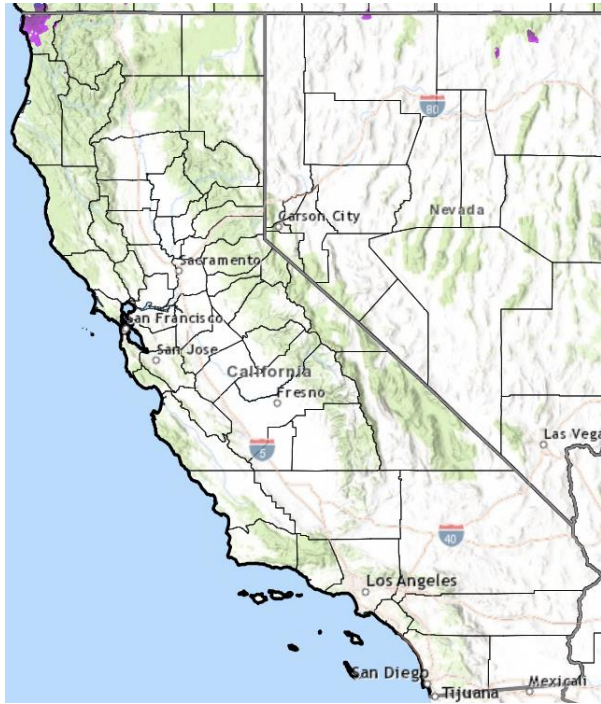 80
Carson City
Nevada
Sacramento
San Francisco
San Jose
California
Fresno
5
Las Vega
40
Los Angeles
San Diego
Mexicali
Tijuana